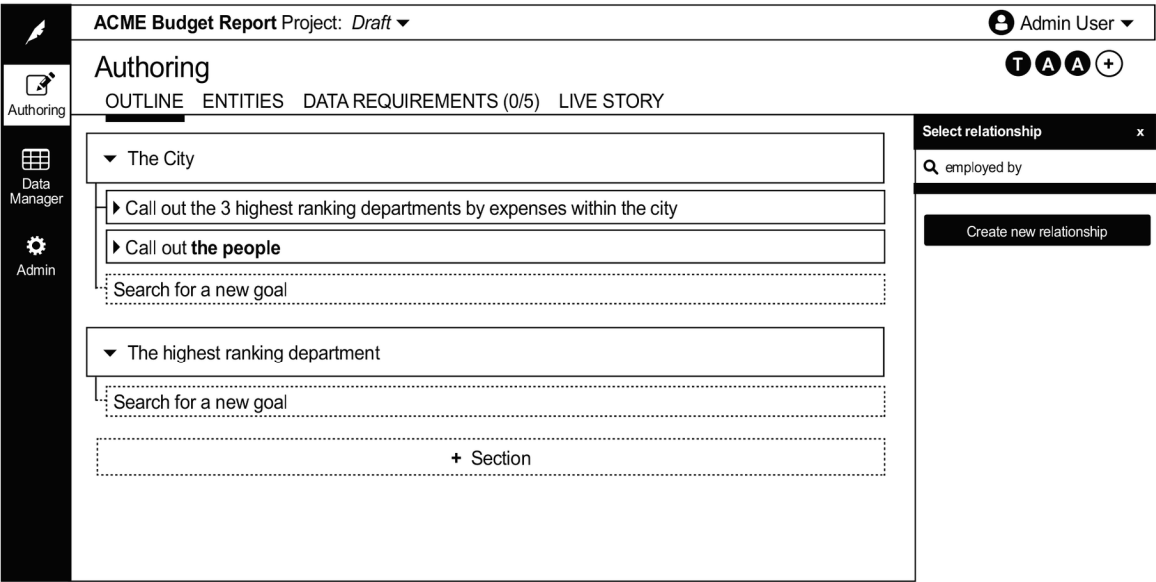 ACME Budget Report Project: Draft
Admin User
Authoring
Authoring
T A A +
OUTLINE ENTITIES DATA REQUIREMENTS (0/5) LIVE STORY
Data
Manager
Admin
The City
Call out the 3 highest ranking departments by expenses within the city
Call out the people
Search for a new goal
The highest ranking department
Search for a new goal
+ Section
Select relationship x
employed by
Create new relationship